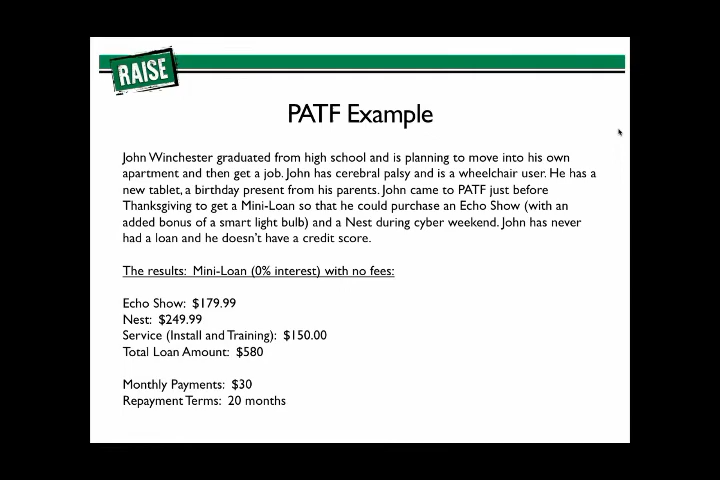 RAISE
PATF Example
John Winchester graduated from high school and is planning to move into his own
apartment and then get a job. John has cerebral palsy and is a wheelchair user. He has a
new tablet, a birthday present from his parents. John came to PATF just before
Thanksgiving to get a Mini-Loan so that he could purchase an Echo Show (with an
added bonus of a smart light bulb) and a Nest during cyber weekend. John has never
had a loan and he doesn't have a credit score.
The results: Mini-Loan (0% interest) with no fees:
Echo Show: $179.99
Nest: $249.99
Service (Install and Training): $150.00
Total Loan Amount: $580
Monthly Payments: $30
Repayment Terms: 20 months